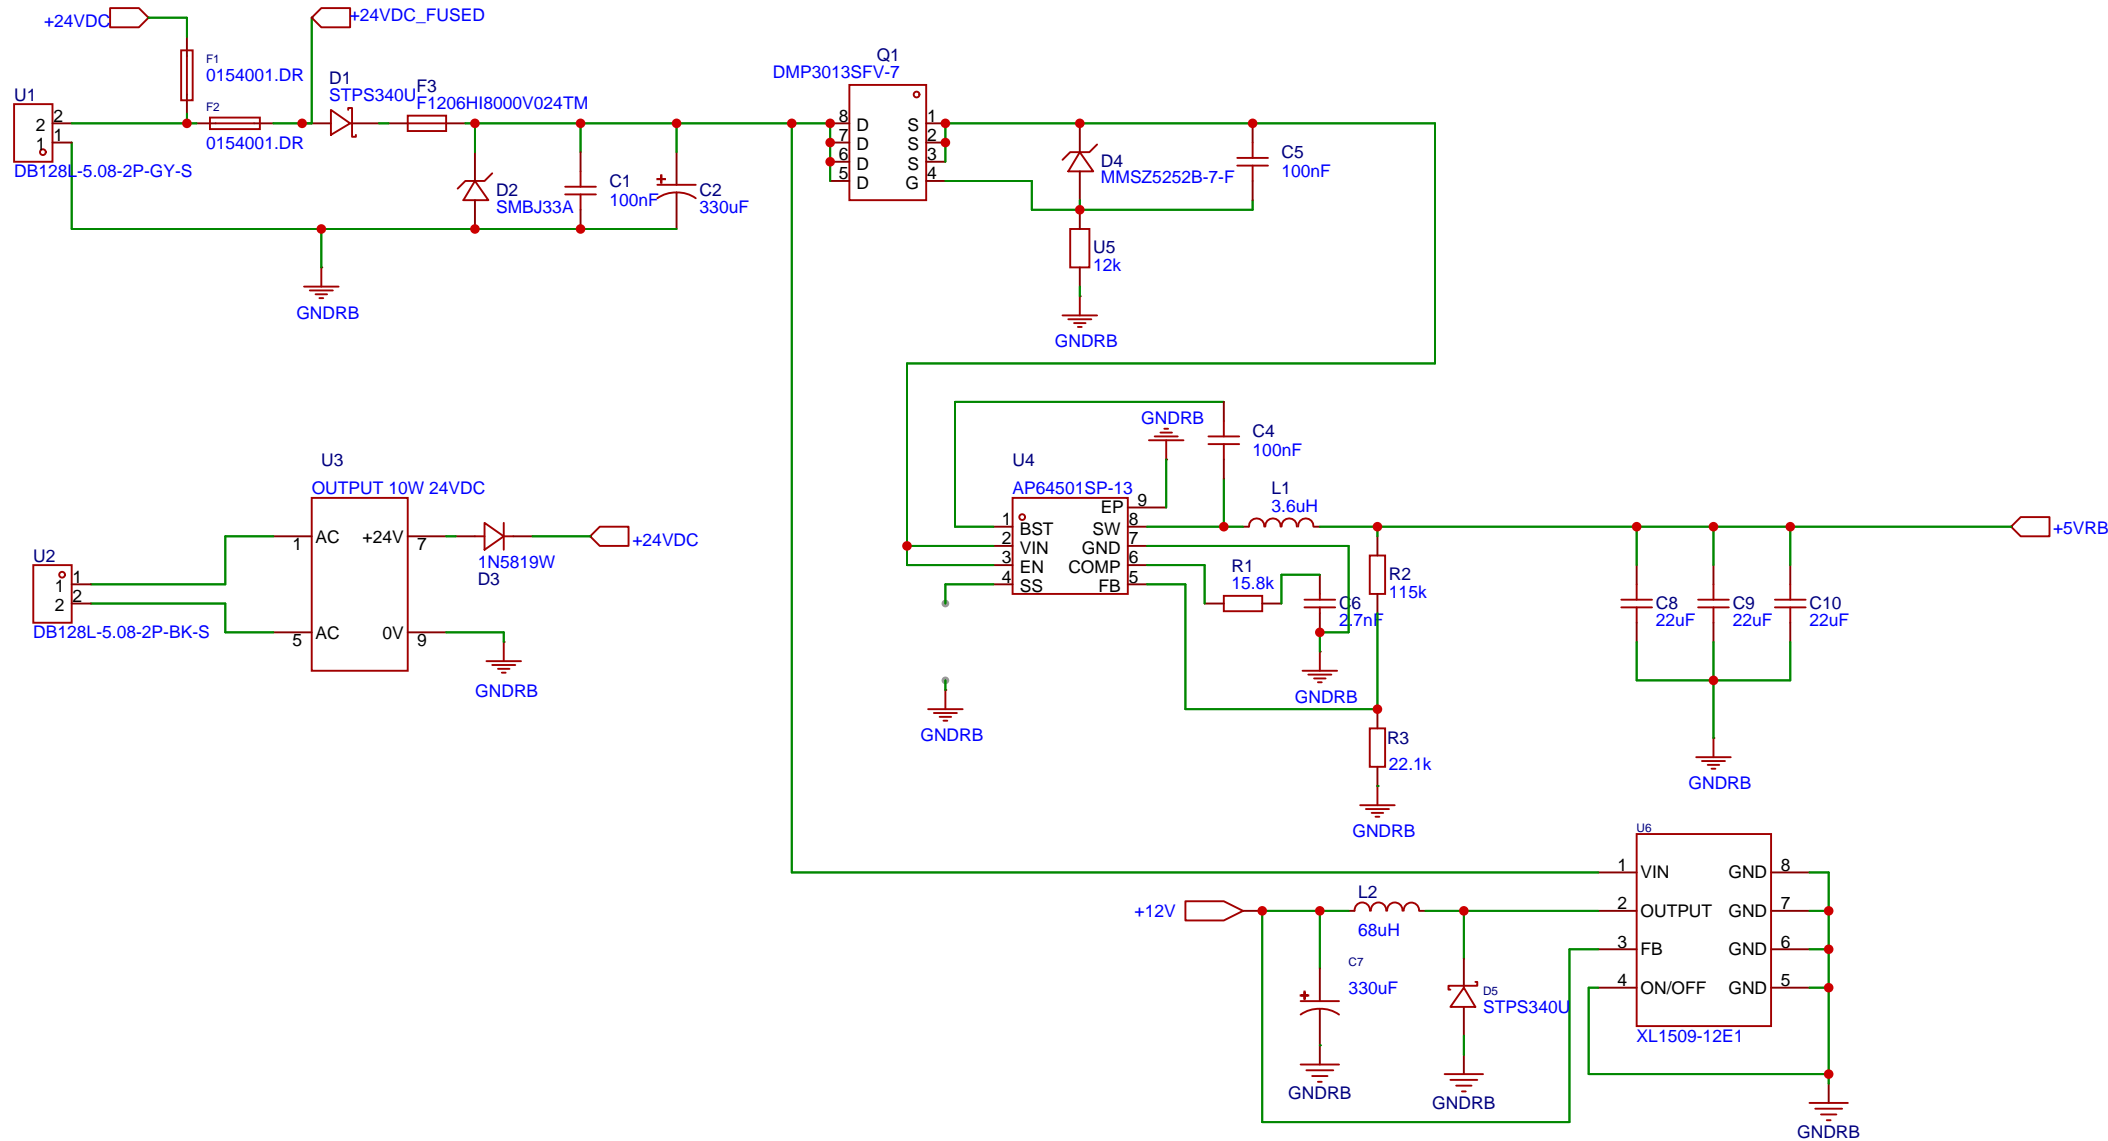 +24VDC
+24VDC_FUSED
F1
0154001.DR
F2
0154001.DR
D1
STPS340U
F3
F1206HI8000V024TM
U1
2
1
2
1
DB128L-5.08-2P-GY-S
D2
SMBJ33A
C1
100nF
+
C2
330uF
GNDRB
Q1
DMP3013SFV-7
8
7
6
5
D
D
D
D
S
S
S
G
1
2
3
4
D4
MMSZ5252B-7-F
C5
100nF
U5
12k
GNDRB
U3
OUTPUT 10W 24VDC
AC
+24V
1
7
AC
0V
5
9
U2
1
2
1
2
DB128L-5.08-2P-BK-S
1N5819W
D3
+24VDC
GNDRB
GNDRB
C4
100nF
U4
AP64501SP-13
EP 9
1 BST SW 8
2 VIN GND 7
3 EN COMP 6
4 SS FB 5
L1
3.6uH
R1
15.8k
C6
2.7nF
R2
115k
GNDRB
GNDRB
R3
22.1k
GNDRB
C8
22uF
C9
22uF
C10
22uF
+5VRB
GNDRB
U6
1 VIN GND 8
2 OUTPUT GND 7
3 FB GND 6
4 ON/OFF GND 5
XL1509-12E1
+12V
L2
68uH
C7
330uF
+
D5
STPS340U
GNDRB
GNDRB
GNDRB